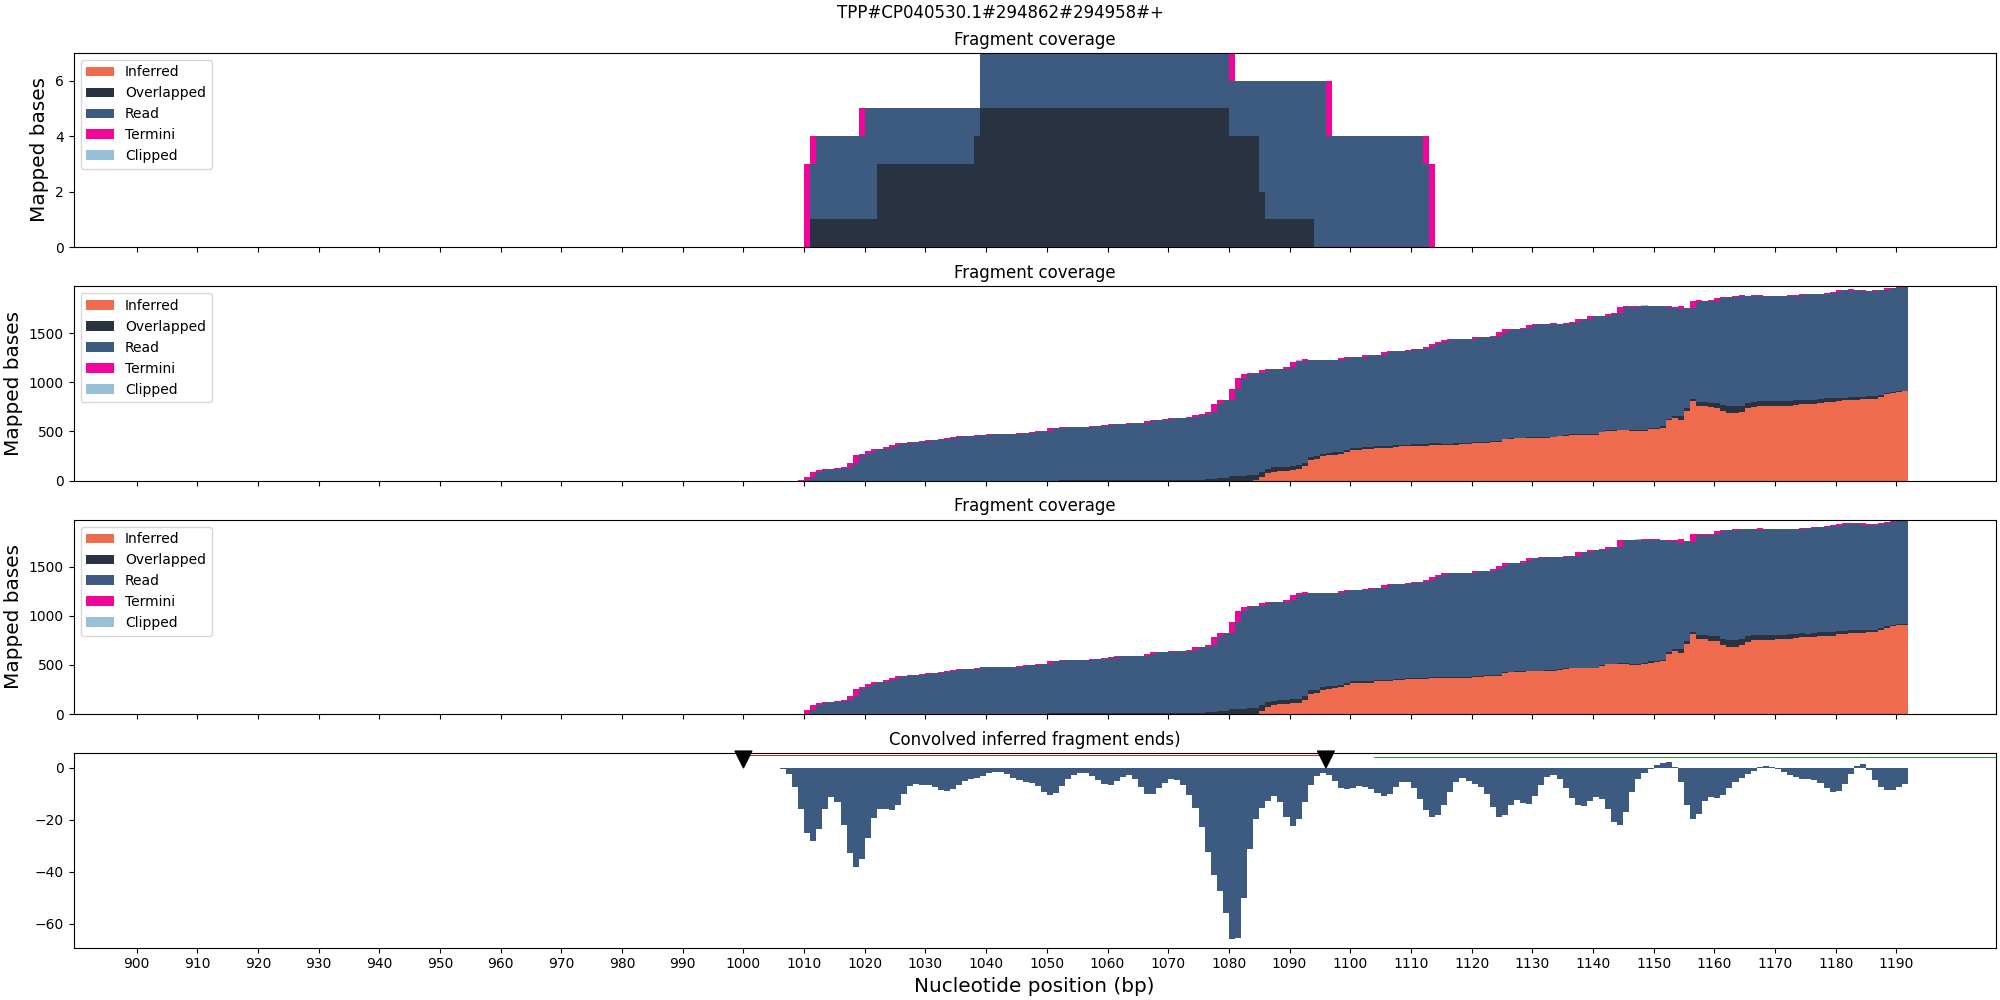 TPP#CP040530.1#294862#294958#+
Fragment coverage
Mapped bases
6
4
2
0
Inferred
Overlapped
Read
Termini
Clipped
Fragment coverage
Mapped bases
1500
1000
500
0
Inferred
Overlapped
Read
Termini
Clipped
Fragment coverage
Mapped bases
1500
1000
500
0
Inferred
Overlapped
Read
Termini
Clipped
Convolved inferred fragment ends)
0
−20
−40
−60
900 910 920 930 940 950 960 970 980 990 1000 1010 1020 1030 1040 1050 1060 1070 1080 1090 1100 1110 1120 1130 1140 1150 1160 1170 1180 1190
Nucleotide position (bp)